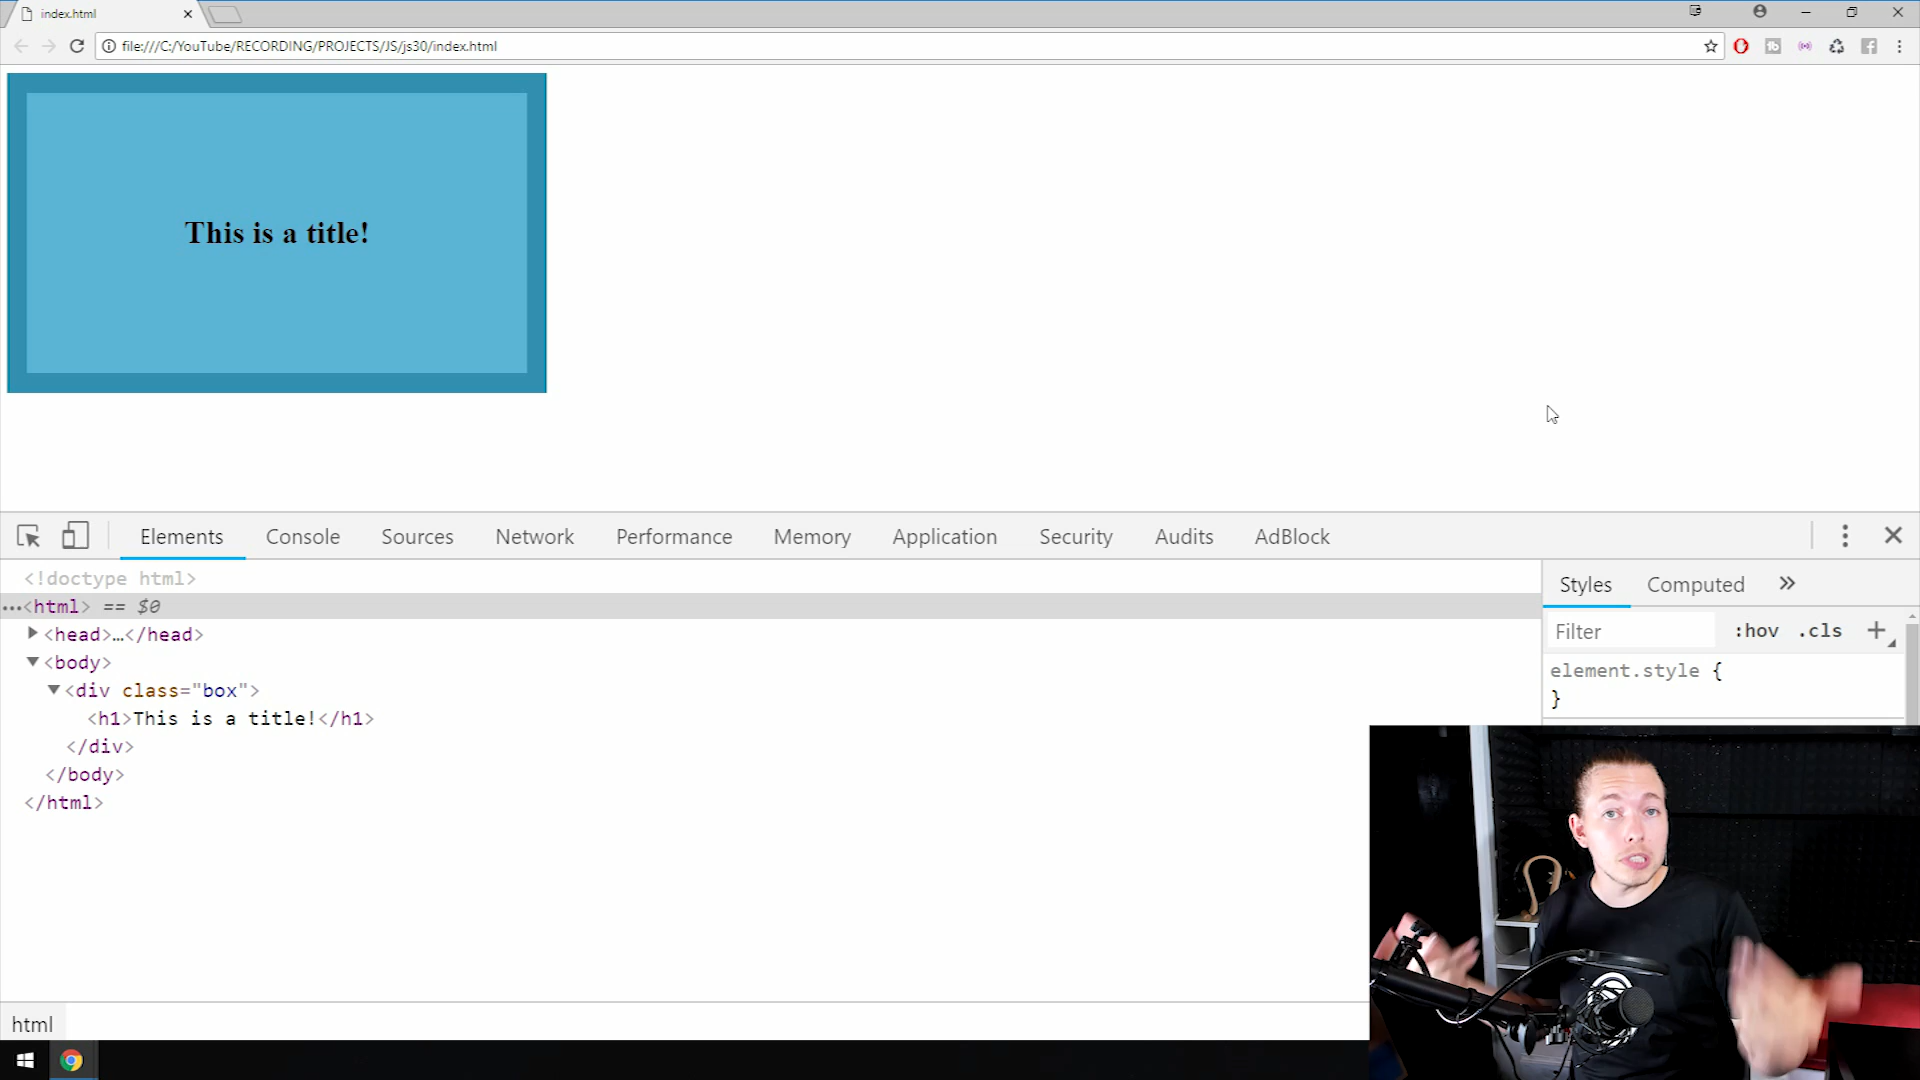 index.html
file:///C:/YouTube/RECORDING/PROJECTS/JS/js30/index.html
This is a title!
Elements Console Sources Network Performance Memory Application Security Audits AdBlock
<!doctype html>
Styles Computed »
…<html> == $0
Filter :hov .cls +
▶<head>…</head>
▼<body>
element.style {
▼<div class="box">
}
<h1>This is a title!</h1>
</div>
</body>
</html>
html